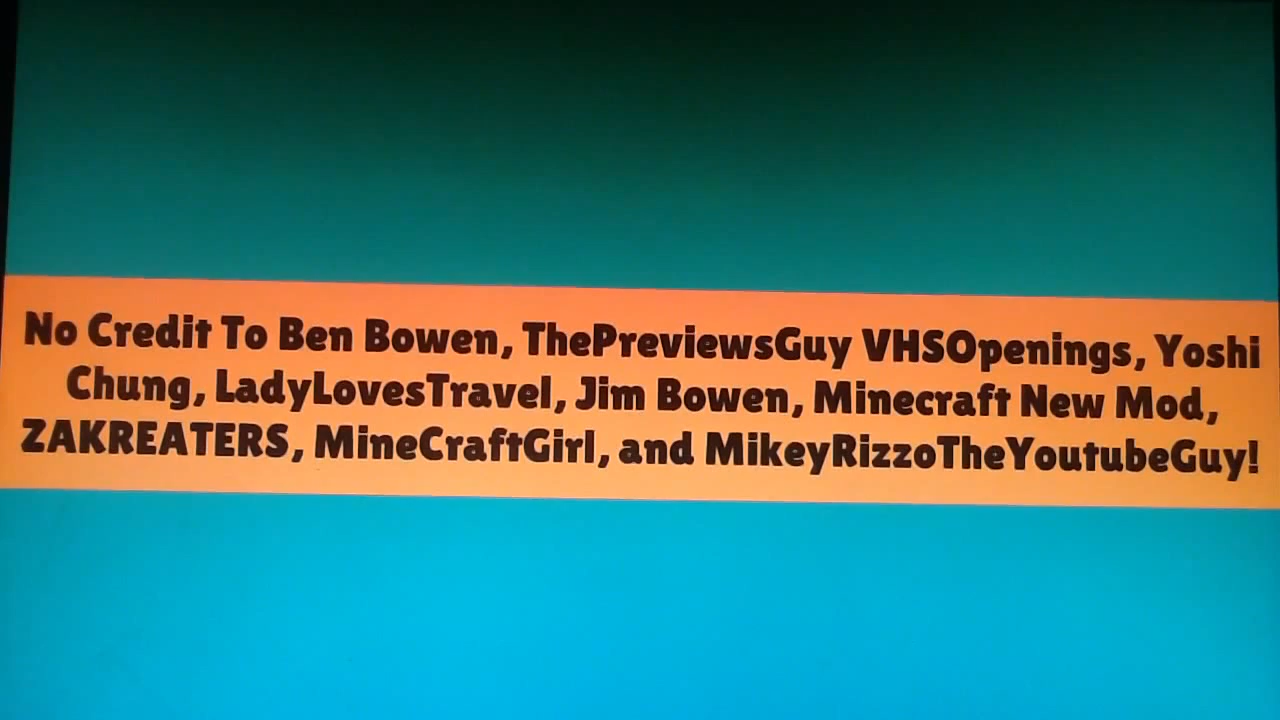 No Credit To Ben Bowen, ThePreviewsGuy VHSOpenings, Yoshi
Chung, LadyLovesTravel, Jim Bowen, Minecraft New Mod,
ZAKREATERS, MineCraftGirl, and MikeyRizzoTheYoutubeGuy!